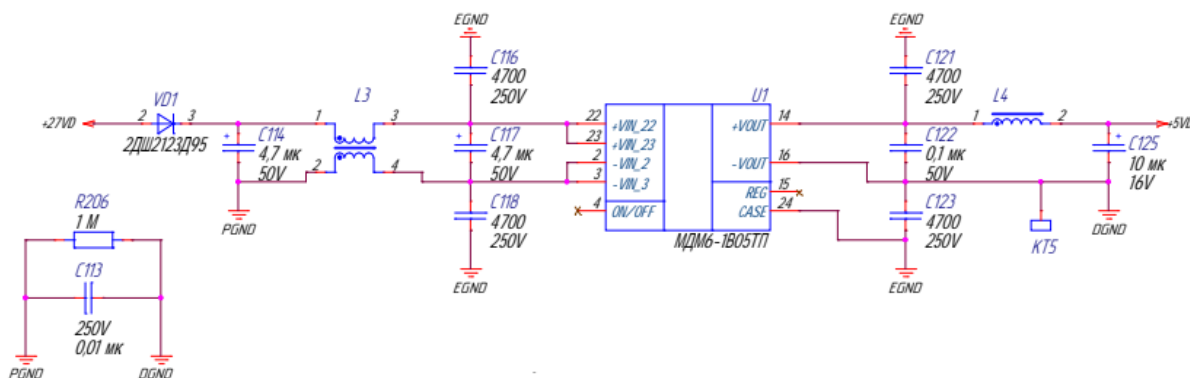 EGND
EGND
C116
4700
250V
C121
4700
250V
VD1
L3
U1
L4
+27VD
2
3
2ДШ2123Д95
1
3
2
4
C114
+
4,7 мк
50V
PGND
C117
+
4,7 мк
50V
C118
4700
250V
EGND
22
23
2
3
4
+VIN_22
+VIN_23
-VIN_2
-VIN_3
ON/OFF
+VOUT
-VOUT
REG
CASE
14
16
15
24
МДМ6-1В05ТП
C122
0,1 мк
50V
C123
4700
250V
EGND
1
2
+5VD
C125
+
10 мк
16V
KT5
DGND
R206
1 М
C113
250V
0,01 мк
PGND
DGND